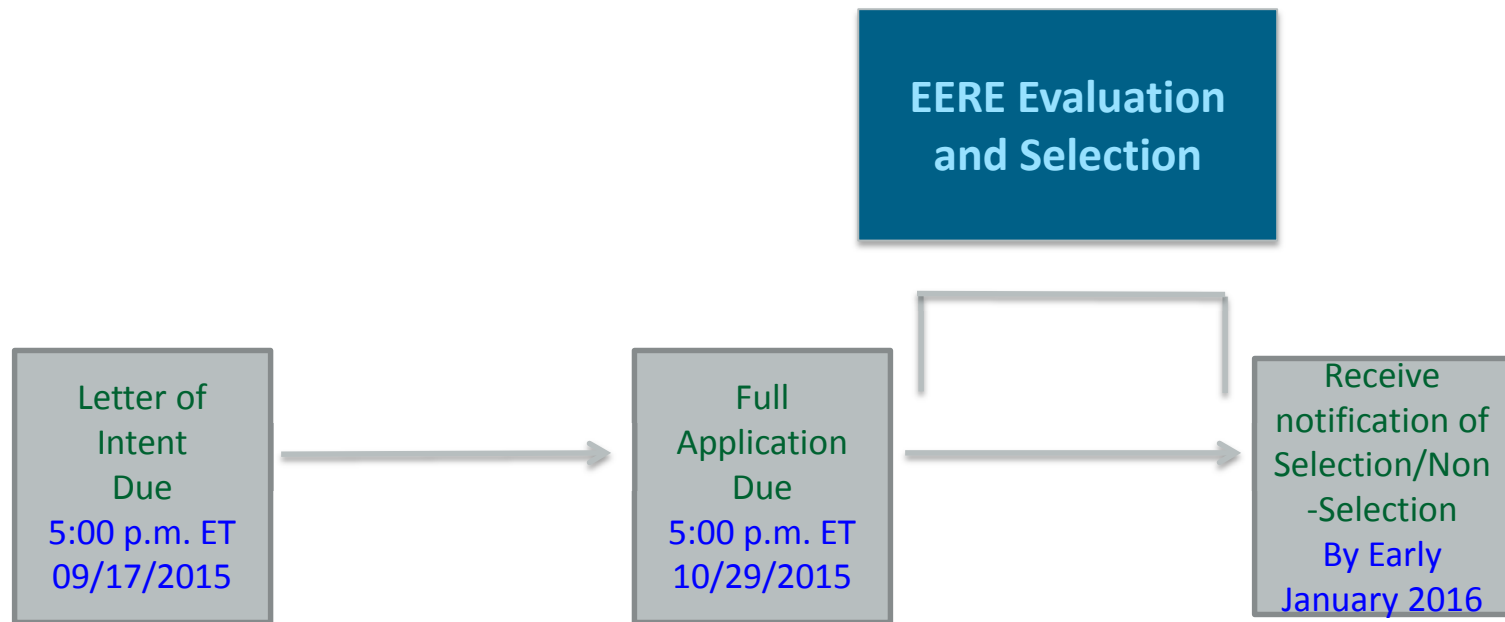 EERE Evaluation
and Selection
Letter of
Intent
Due
5:00 p.m. ET
09/17/2015
Full
Application
Due
5:00 p.m. ET
10/29/2015
Receive
notification of
Selection/Non
-Selection
By Early
January 2016